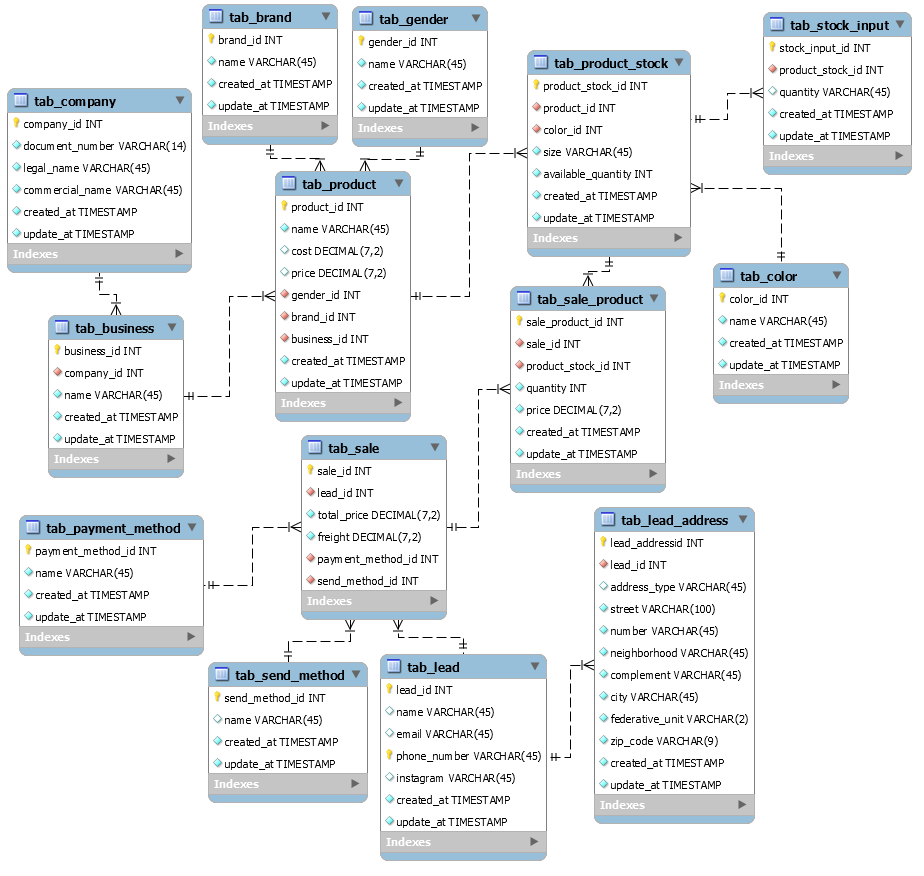 tab_brand
brand_id INT
name VARCHAR(45)
created_at TIMESTAMP
update_at TIMESTAMP
Indexes
tab_gender
gender_id INT
name VARCHAR(45)
created_at TIMESTAMP
update_at TIMESTAMP
Indexes
tab_stock_input
stock_input_id INT
product_stock_id INT
quantity VARCHAR(45)
created_at TIMESTAMP
update_at TIMESTAMP
Indexes
tab_product_stock
product_stock_id INT
product_id INT
color_id INT
size VARCHAR(45)
available_quantity INT
created_at TIMESTAMP
update_at TIMESTAMP
Indexes
tab_company
company_id INT
document_number VARCHAR(14)
legal_name VARCHAR(45)
commercial_name VARCHAR(45)
created_at TIMESTAMP
update_at TIMESTAMP
Indexes
tab_product
product_id INT
name VARCHAR(45)
cost DECIMAL(7,2)
price DECIMAL(7,2)
gender_id INT
brand_id INT
business_id INT
created_at TIMESTAMP
update_at TIMESTAMP
Indexes
tab_color
color_id INT
name VARCHAR(45)
created_at TIMESTAMP
update_at TIMESTAMP
Indexes
tab_sale_product
sale_product_id INT
sale_id INT
product_stock_id INT
quantity INT
price DECIMAL(7,2)
created_at TIMESTAMP
update_at TIMESTAMP
Indexes
tab_business
business_id INT
company_id INT
name VARCHAR(45)
created_at TIMESTAMP
update_at TIMESTAMP
Indexes
tab_sale
sale_id INT
lead_id INT
total_price DECIMAL(7,2)
freight DECIMAL(7,2)
payment_method_id INT
send_method_id INT
Indexes
tab_payment_method
payment_method_id INT
name VARCHAR(45)
created_at TIMESTAMP
update_at TIMESTAMP
Indexes
tab_lead_address
lead_addressid INT
lead_id INT
address_type VARCHAR(45)
street VARCHAR(100)
number VARCHAR(45)
neighborhood VARCHAR(45)
complement VARCHAR(45)
city VARCHAR(45)
federative_unit VARCHAR(2)
zip_code VARCHAR(9)
created_at TIMESTAMP
update_at TIMESTAMP
Indexes
tab_send_method
send_method_id INT
name VARCHAR(45)
created_at TIMESTAMP
update_at TIMESTAMP
Indexes
tab_lead
lead_id INT
name VARCHAR(45)
email VARCHAR(45)
phone_number VARCHAR(45)
instagram VARCHAR(45)
created_at TIMESTAMP
update_at TIMESTAMP
Indexes